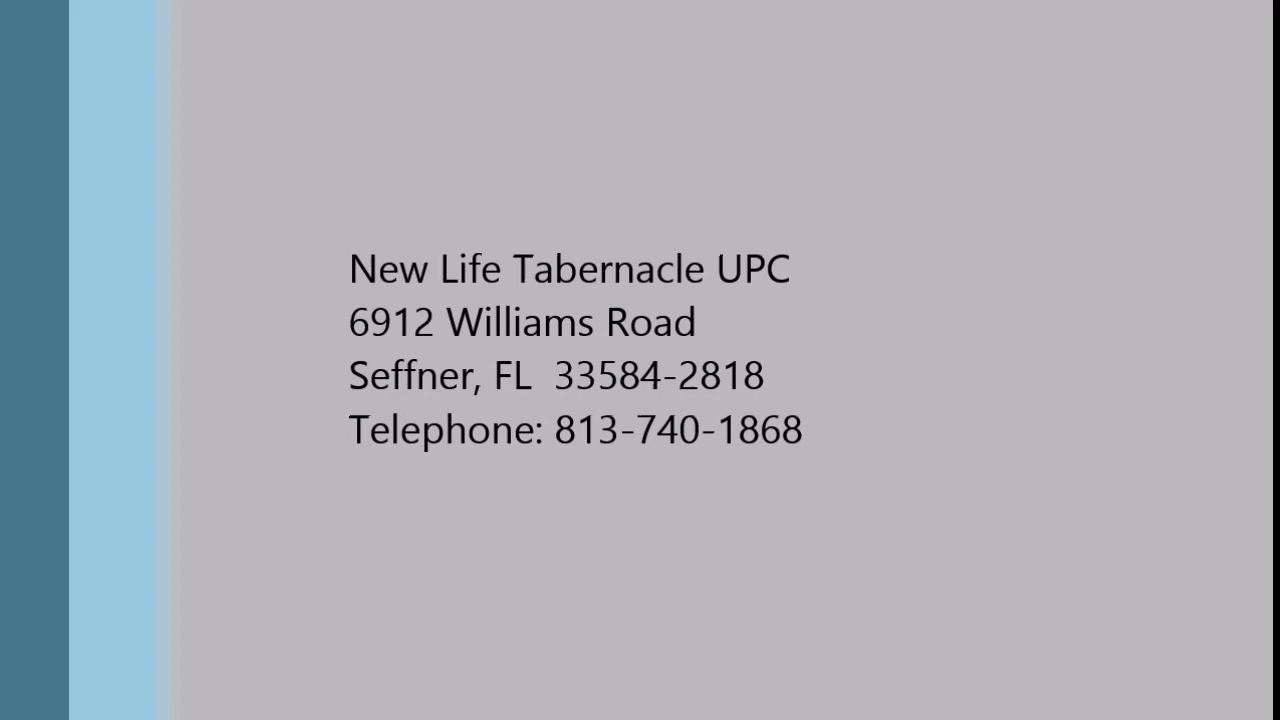 New Life Tabernacle UPC
6912 Williams Road
Seffner, FL  33584-2818
Telephone: 813-740-1868